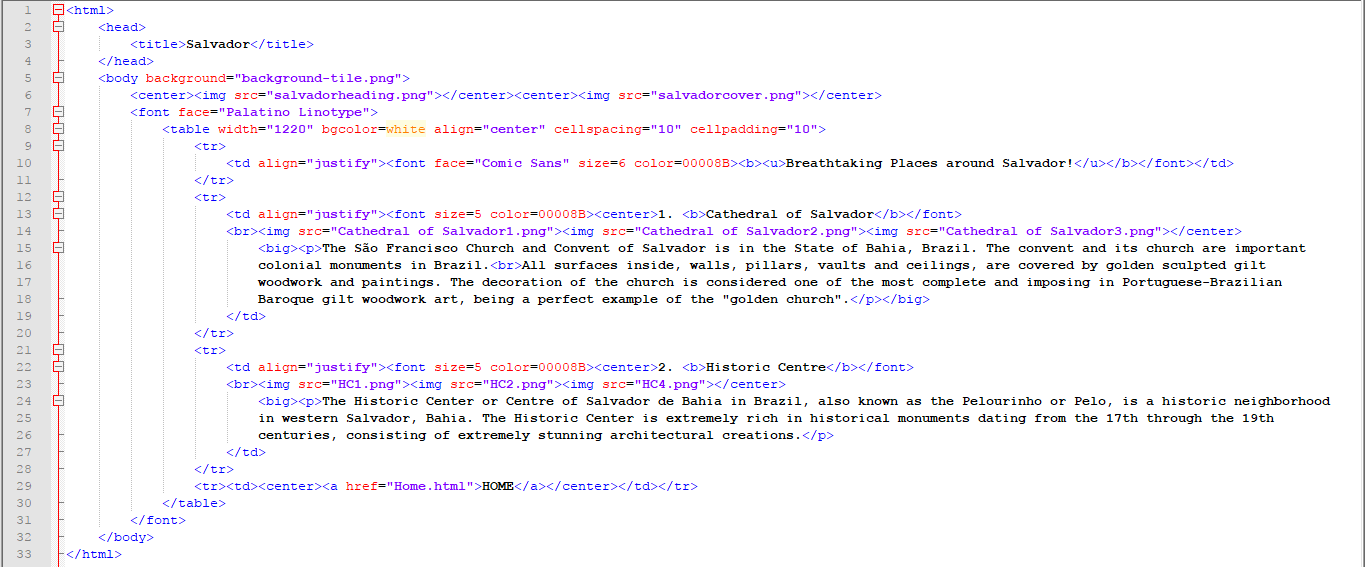 1 <html>
2 <head>
3 <title>Salvador</title>
4 </head>
5 <body background="background-tile.png">
6 <center><img src="salvadorheading.png"></center><center><img src="salvadorcover.png"></center>
7 <font face="Palatino Linotype">
8 <table width="1220" bgcolor=white align="center" cellspacing="10" cellpadding="10">
9 <tr>
10 <td align="justify"><font face="Comic Sans" size=6 color=00008B><b><u>Breathtaking Places around Salvador!</u></b></font></td>
11 </tr>
12 <tr>
13 <td align="justify"><font size=5 color=00008B><center>1. <b>Cathedral of Salvador</b></font>
14 <br><img src="Cathedral of Salvador1.png"><img src="Cathedral of Salvador2.png"><img src="Cathedral of Salvador3.png"></center>
15 <big><p>The São Francisco Church and Convent of Salvador is in the State of Bahia, Brazil. The convent and its church are important
16 colonial monuments in Brazil.<br>All surfaces inside, walls, pillars, vaults and ceilings, are covered by golden sculpted gilt
17 woodwork and paintings. The decoration of the church is considered one of the most complete and imposing in Portuguese-Brazilian
18 Baroque gilt woodwork art, being a perfect example of the "golden church".</p></big>
19 </td>
20 </tr>
21 <tr>
22 <td align="justify"><font size=5 color=00008B><center>2. <b>Historic Centre</b></font>
23 <br><img src="HC1.png"><img src="HC2.png"><img src="HC4.png"></center>
24 <big><p>The Historic Center or Centre of Salvador de Bahia in Brazil, also known as the Pelourinho or Pelo, is a historic neighborhood
25 in western Salvador, Bahia. The Historic Center is extremely rich in historical monuments dating from the 17th through the 19th
26 centuries, consisting of extremely stunning architectural creations.</p>
27 </td>
28 </tr>
29 <tr><td><center><a href="Home.html">HOME</a></center></td></tr>
30 </table>
31 </font>
32 </body>
33 </html>